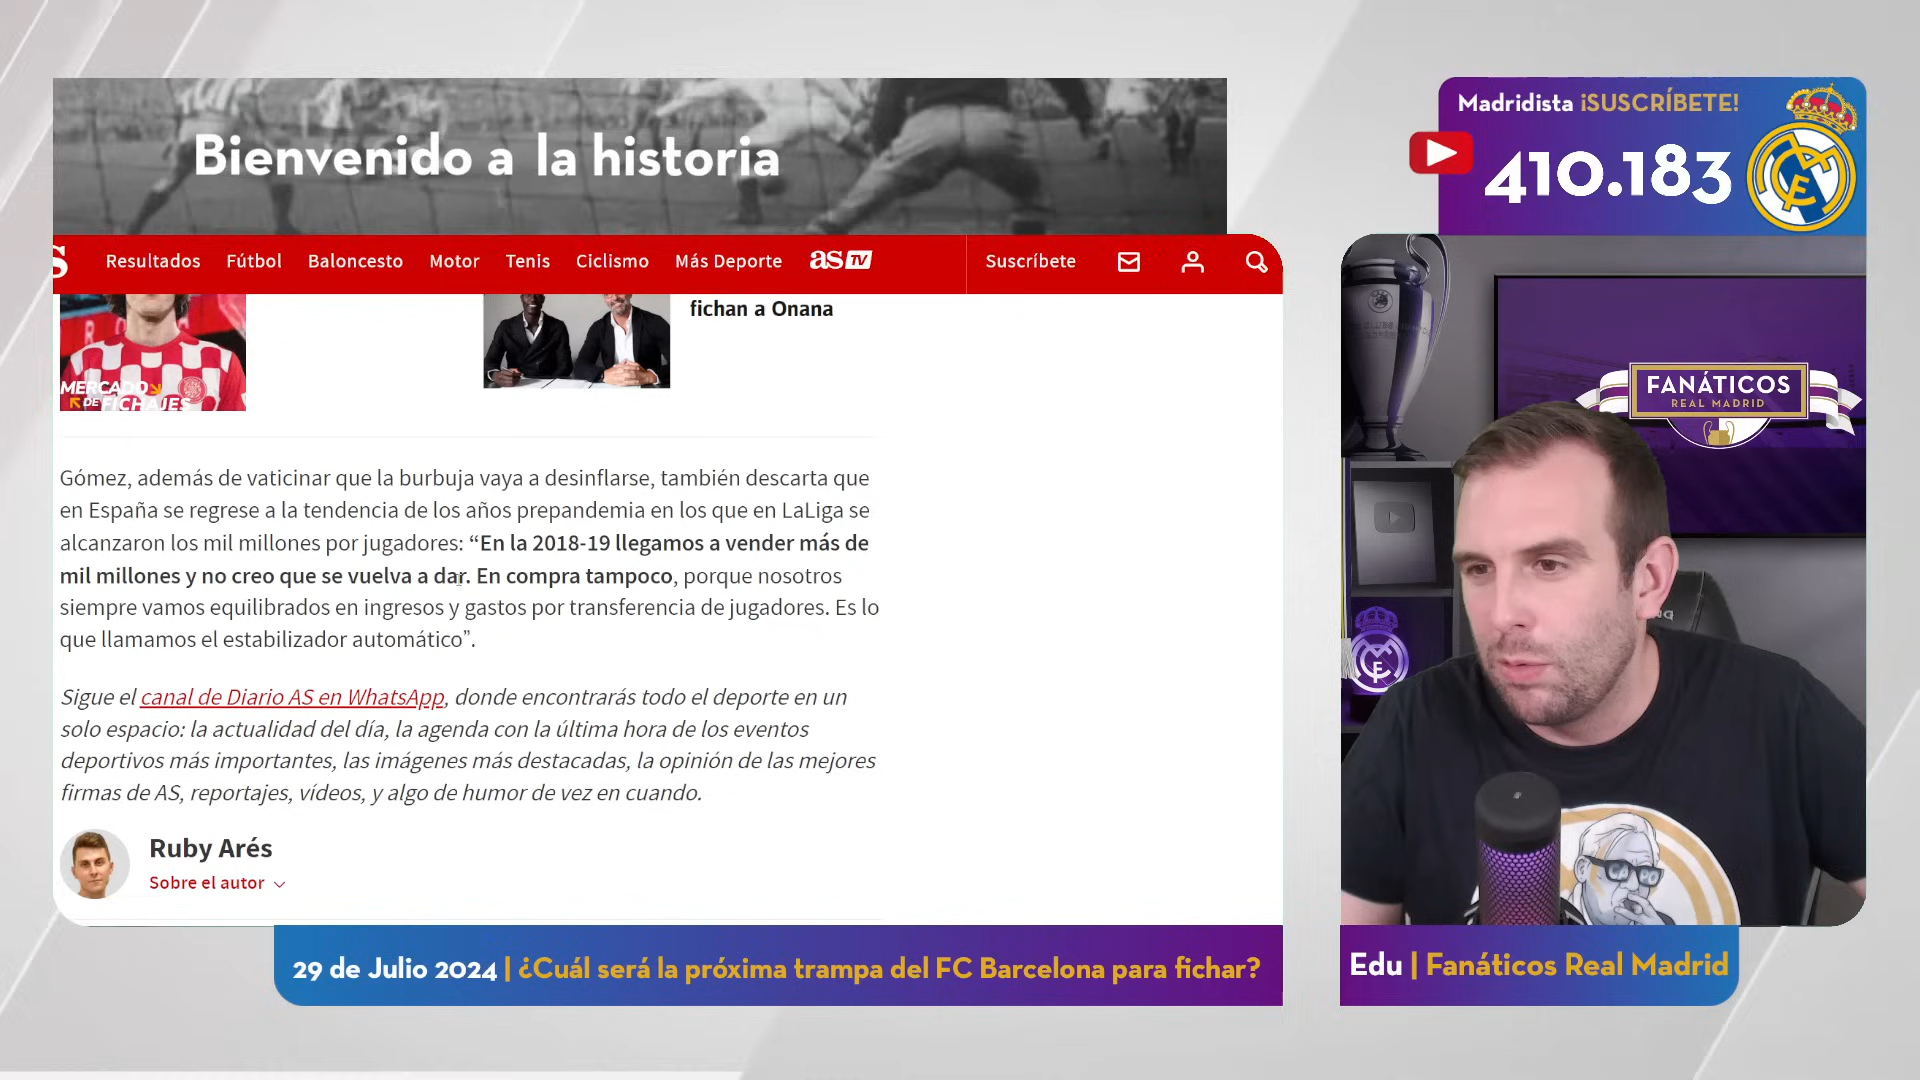 Bienvenido a la historia
Madridista ¡SUSCRÍBETE!
410.183
S Resultados Fútbol Baloncesto Motor Tenis Ciclismo Más Deporte as TV Suscríbete
fichan a Onana
MERCADO
DE FICHAJES
Gómez, además de vaticinar que la burbuja vaya a desinflarse, también descarta que
en España se regrese a la tendencia de los años prepandemia en los que en LaLiga se
alcanzaron los mil millones por jugadores: “En la 2018-19 llegamos a vender más de
mil millones y no creo que se vuelva a dar. En compra tampoco, porque nosotros
siempre vamos equilibrados en ingresos y gastos por transferencia de jugadores. Es lo
que llamamos el estabilizador automático”.
Sigue el canal de Diario AS en WhatsApp, donde encontrarás todo el deporte en un
solo espacio: la actualidad del día, la agenda con la última hora de los eventos
deportivos más importantes, las imágenes más destacadas, la opinión de las mejores
firmas de AS, reportajes, vídeos, y algo de humor de vez en cuando.
Ruby Arés
Sobre el autor
FANÁTICOS
REAL MADRID
CAPO
29 de Julio 2024 | ¿Cuál será la próxima trampa del FC Barcelona para fichar?
Edu | Fanáticos Real Madrid